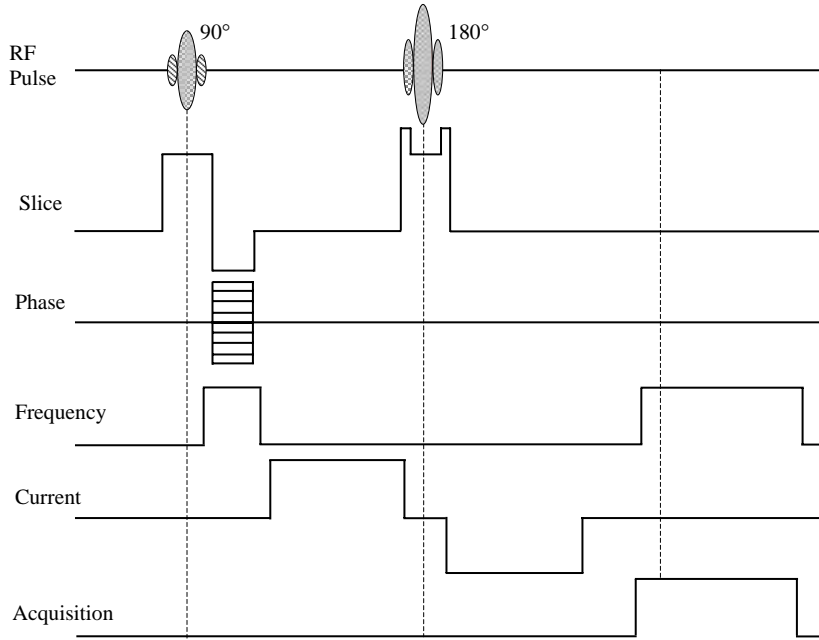 90°
180°
RF
Pulse
Slice
Phase
Frequency
Current
Acquisition